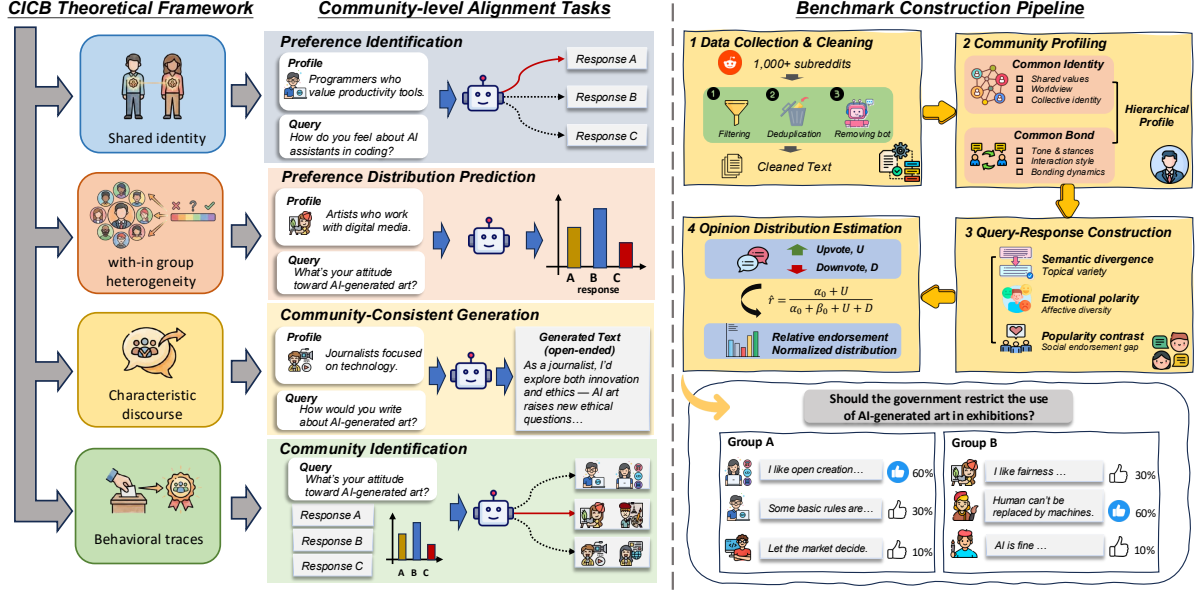 CICB Theoretical Framework
Shared identity
with-in group
heterogeneity
Characteristic
discourse
Behavioral traces
Community-level Alignment Tasks
Preference Identification
Profile
Programmers who
value productivity tools.
Query
How do you feel about AI
assistants in coding?
Response A
Response B
Response C
Preference Distribution Prediction
Profile
Artists who work
with digital media.
Query
What's your attitude
toward AI-generated art?
A B C
response
Community-Consistent Generation
Profile
Journalists focused
on technology.
Query
How would you write
about AI-generated art?
Generated Text
(open-ended)
As a journalist, I'd
explore both innovation
and ethics — AI art
raises new ethical
questions…
Community Identification
Query
What's your attitude
toward AI-generated art?
Response A
Response B
Response C
A B C
Benchmark Construction Pipeline
1 Data Collection & Cleaning
1,000+ subreddits
1 2 3
Filtering Deduplication Removing bot
Cleaned Text
2 Community Profiling
Common Identity
Shared values
Worldview
Collective identity
Common Bond
Tone & stances
Interaction style
Bonding dynamics
Hierarchical
Profile
3 Query-Response Construction
Semantic divergence
Topical variety
Emotional polarity
Affective diversity
Popularity contrast
Social endorsement gap
4 Opinion Distribution Estimation
Upvote, U
Downvote, D
r̂ = (α₀ + U) / (α₀ + β₀ + U + D)
Relative endorsement
Normalized distribution
Should the government restrict the use
of AI-generated art in exhibitions?
Group A
I like open creation… 60%
Some basic rules are… 30%
Let the market decide. 10%
Group B
I like fairness … 30%
Human can't be
replaced by machines. 60%
AI is fine … 10%